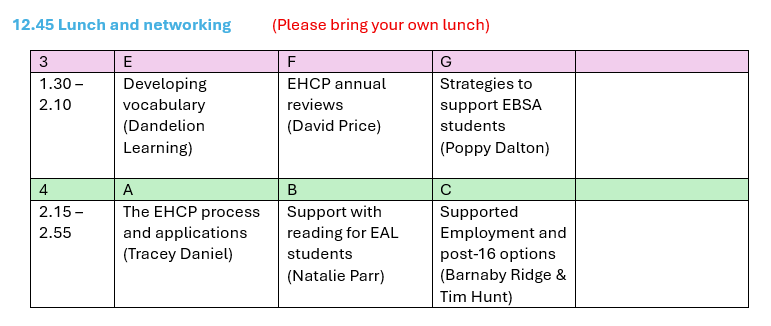 12.45 Lunch and networking (Please bring your own lunch)
3 E F G
1.30 –
2.10
Developing
vocabulary
(Dandelion
Learning)
EHCP annual
reviews
(David Price)
Strategies to
support EBSA
students
(Poppy Dalton)
4 A B C
2.15 –
2.55
The EHCP process
and applications
(Tracey Daniel)
Support with
reading for EAL
students
(Natalie Parr)
Supported
Employment and
post-16 options
(Barnaby Ridge &
Tim Hunt)